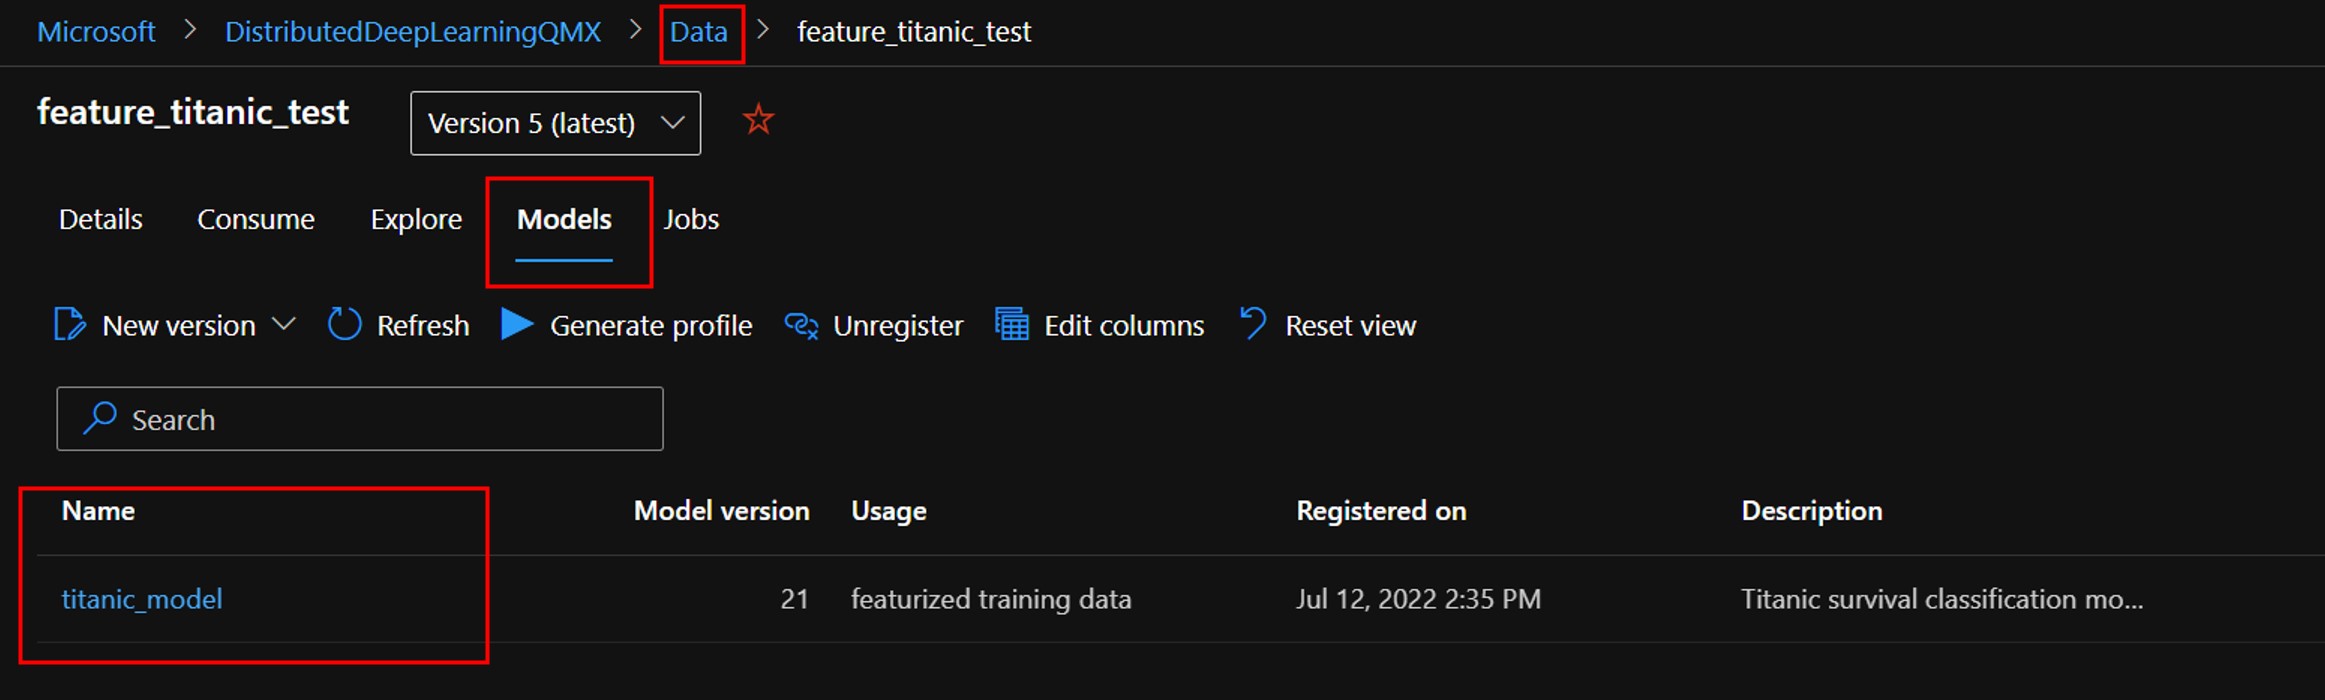 Microsoft > DistributedDeepLearningQMX > Data > feature_titanic_test
feature_titanic_test
Version 5 (latest)
Details Consume Explore Models Jobs
New version Refresh Generate profile Unregister Edit columns Reset view
Search
Name Model version Usage Registered on Description
titanic_model 21 featurized training data Jul 12, 2022 2:35 PM Titanic survival classification mo...